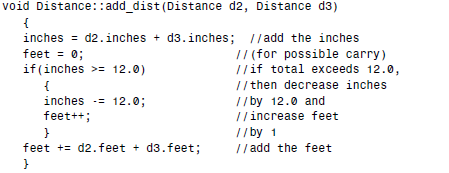 void Distance::add_dist(Distance d2, Distance d3)
{
inches = d2.inches + d3.inches; //add the inches
feet = 0; //(for possible carry)
if(inches >= 12.0) //if total exceeds 12.0,
{ //then decrease inches
inches -= 12.0; //by 12.0 and
feet++; //increase feet
} //by 1
feet += d2.feet + d3.feet; //add the feet
}